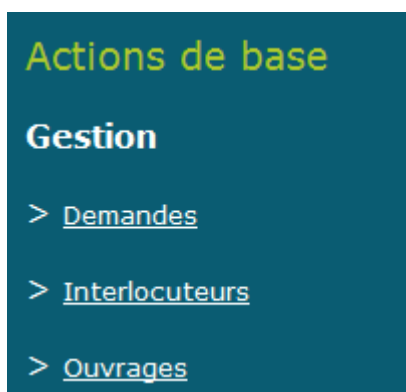 Actions de base
Gestion
> Demandes
> Interlocuteurs
> Ouvrages